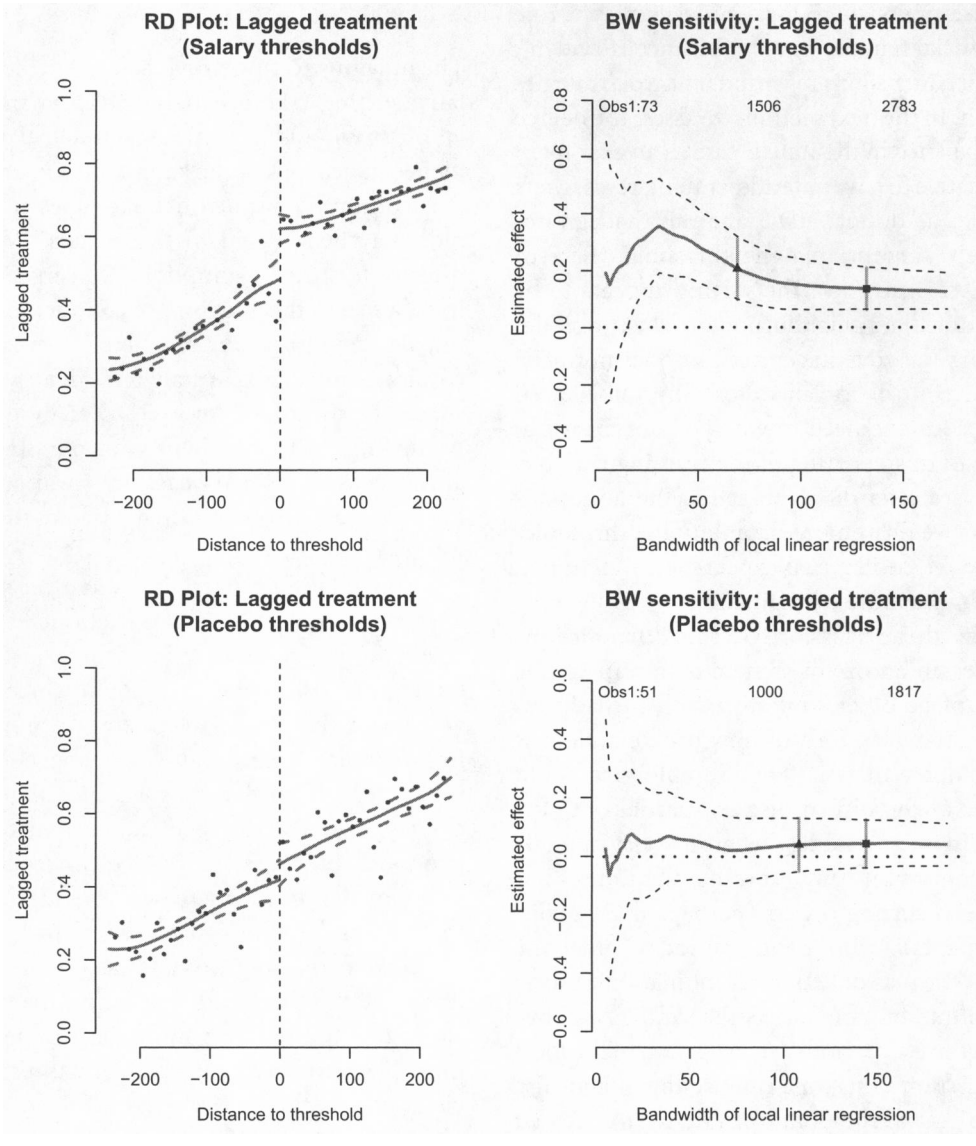 RD Plot: Lagged treatment
(Salary thresholds)
Lagged treatment
0.0 0.2 0.4 0.6 0.8 1.0
−200 −100 0 100 200
Distance to threshold
BW sensitivity: Lagged treatment
(Salary thresholds)
Obs1:73 1506 2783
Estimated effect
−0.4 −0.2 0.0 0.2 0.4 0.6 0.8
0 50 100 150
Bandwidth of local linear regression
RD Plot: Lagged treatment
(Placebo thresholds)
Lagged treatment
0.0 0.2 0.4 0.6 0.8 1.0
−200 −100 0 100 200
Distance to threshold
BW sensitivity: Lagged treatment
(Placebo thresholds)
Obs1:51 1000 1817
Estimated effect
−0.6 −0.4 −0.2 0.0 0.2 0.4 0.6
0 50 100 150
Bandwidth of local linear regression